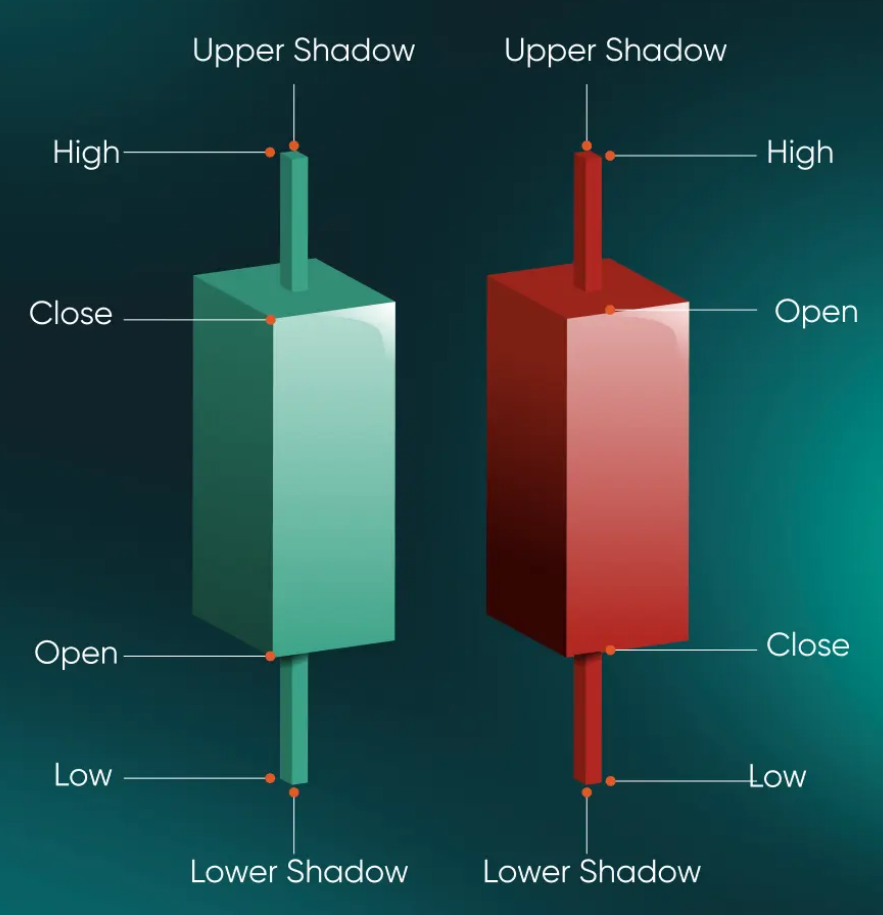 Upper Shadow
Upper Shadow
High
High
Close
Open
Open
Close
Low
Low
Lower Shadow
Lower Shadow